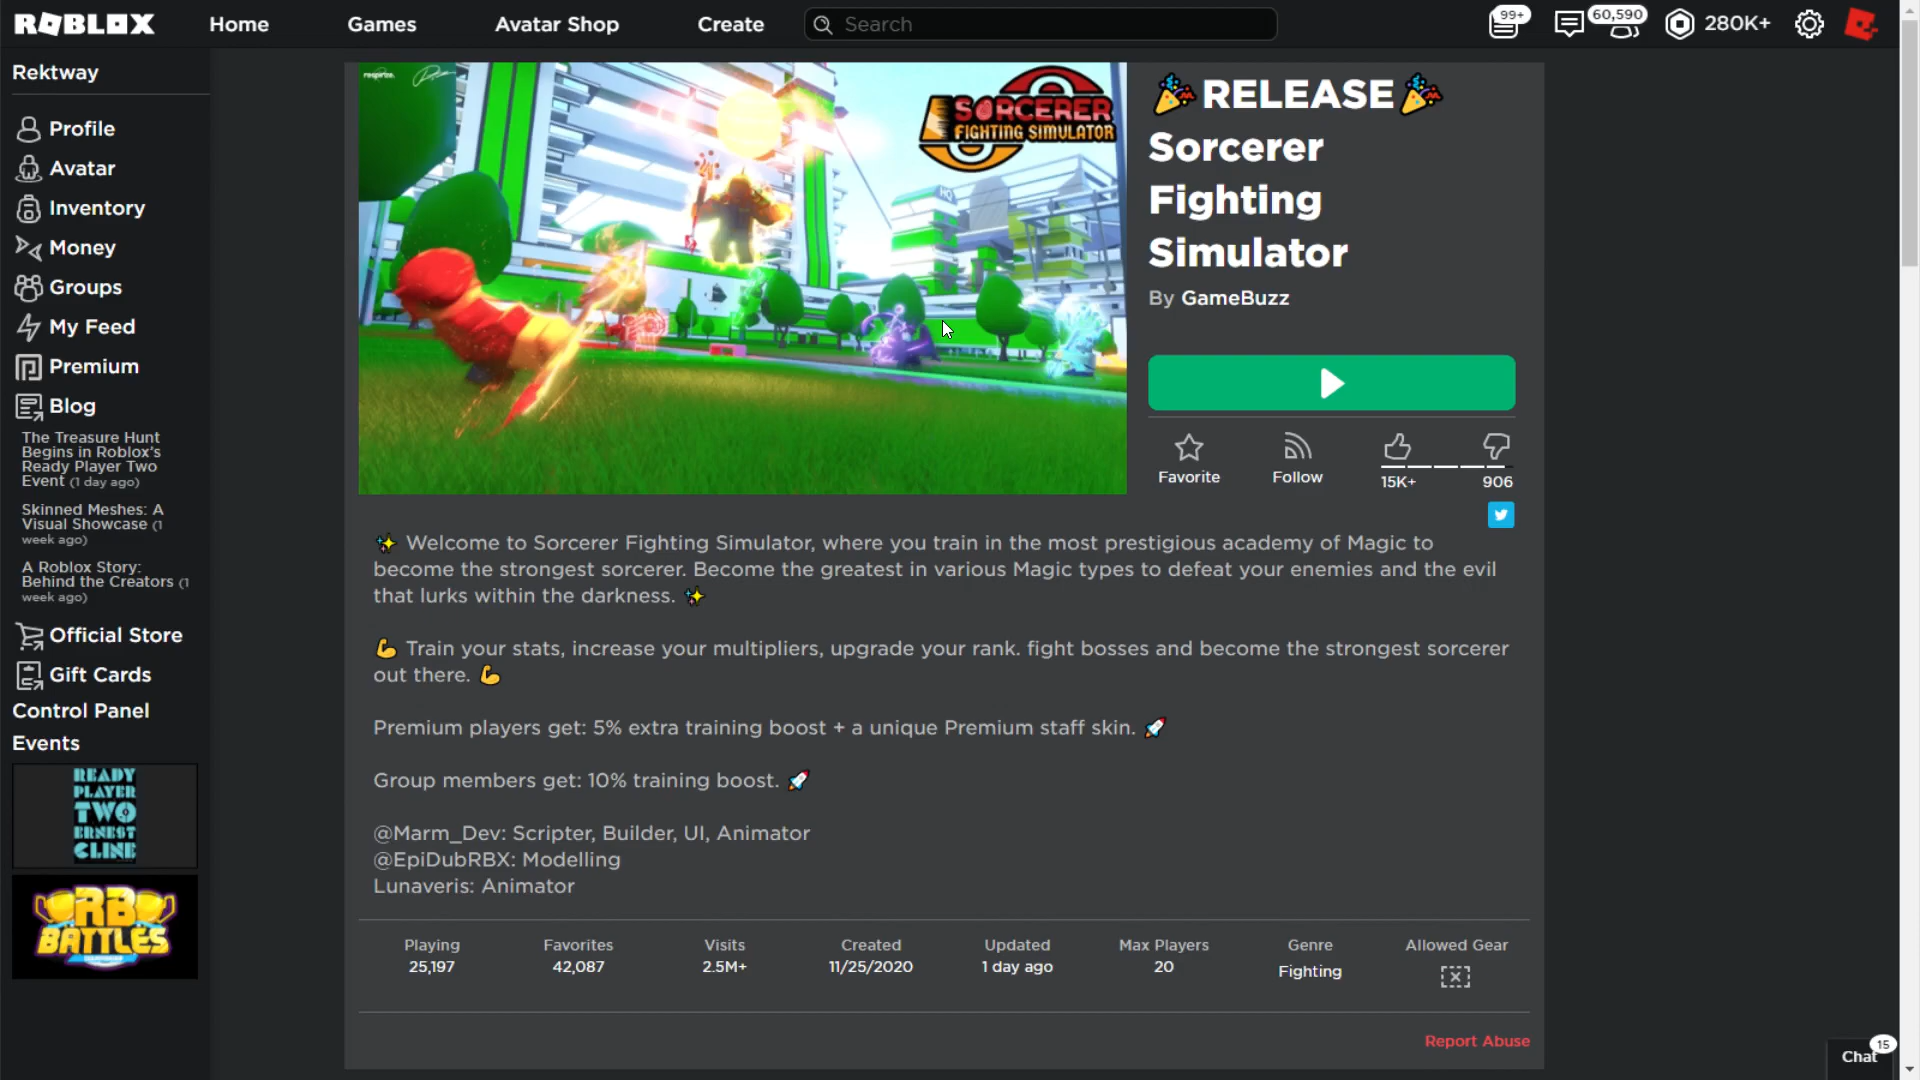 ROBLOX
Home
Games
Avatar Shop
Create
Search
99+
60,590
280K+
Rektway
Profile
Avatar
Inventory
Money
Groups
My Feed
Premium
Blog
The Treasure Hunt
Begins in Roblox's
Ready Player Two
Event (1 day ago)
Skinned Meshes: A
Visual Showcase (1
week ago)
A Roblox Story:
Behind the Creators (1
week ago)
Official Store
Gift Cards
Control Panel
Events
READY
PLAYER
TWO
ERNEST
CLINE
RB
BATTLES
SORCERER
FIGHTING SIMULATOR
HQ
🎉RELEASE🎉
Sorcerer
Fighting
Simulator
By GameBuzz
Favorite
Follow
15K+
906
✨ Welcome to Sorcerer Fighting Simulator, where you train in the most prestigious academy of Magic to
become the strongest sorcerer. Become the greatest in various Magic types to defeat your enemies and the evil
that lurks within the darkness. ✨
💪 Train your stats, increase your multipliers, upgrade your rank. fight bosses and become the strongest sorcerer
out there. 💪
Premium players get: 5% extra training boost + a unique Premium staff skin. 🚀
Group members get: 10% training boost. 🚀
@Marm_Dev: Scripter, Builder, UI, Animator
@EpiDubRBX: Modelling
Lunaveris: Animator
Playing
25,197
Favorites
42,087
Visits
2.5M+
Created
11/25/2020
Updated
1 day ago
Max Players
20
Genre
Fighting
Allowed Gear
Report Abuse
Chat
15